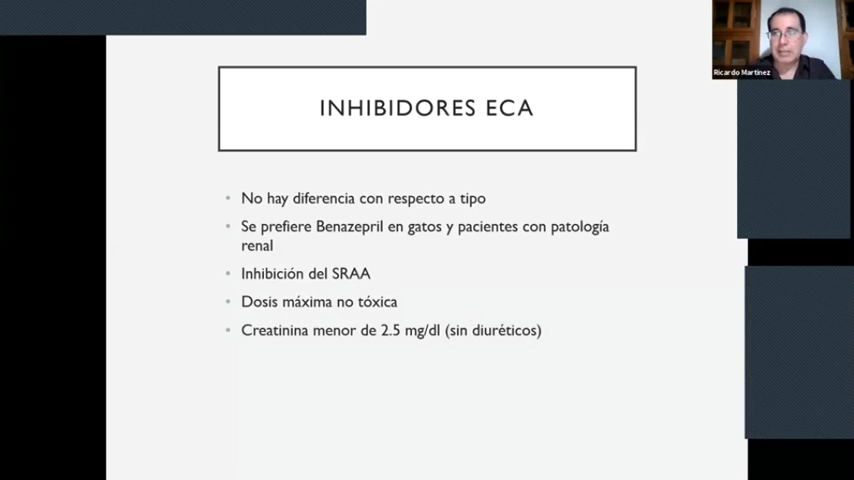 Ricardo Martinez
INHIBIDORES ECA
• No hay diferencia con respecto a tipo
• Se prefiere Benazepril en gatos y pacientes con patología
renal
• Inhibición del SRAA
• Dosis máxima no tóxica
• Creatinina menor de 2.5 mg/dl (sin diuréticos)